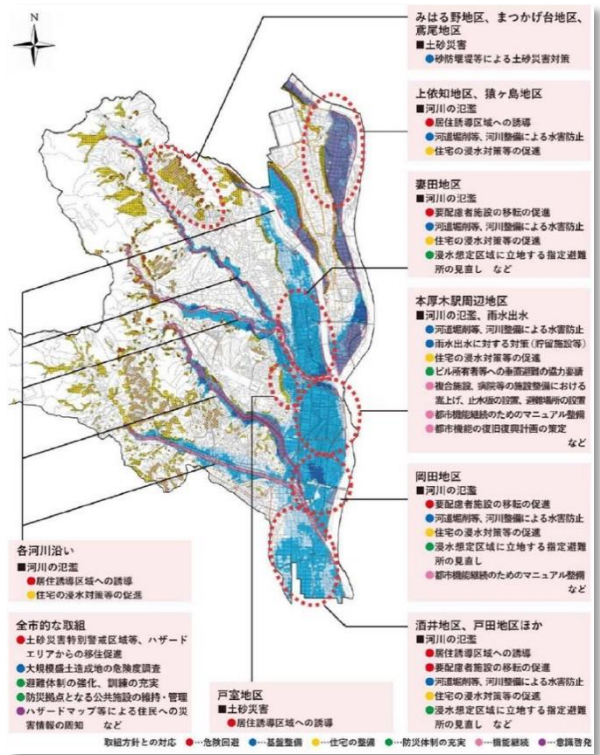 みはる野地区、まつかげ台地区、
鳶尾地区
■土砂災害
●砂防堰堤等による土砂災害対策
上依知地区、猿ヶ島地区
■河川の氾濫
●居住誘導区域への誘導
●河道掘削等、河川整備による水害防止
●住宅の浸水対策等の促進
妻田地区
■河川の氾濫
●要配慮者施設の移転の促進
●河道掘削等、河川整備による水害防止
●住宅の浸水対策等の促進
●浸水想定区域に立地する指定避難
所の見直し など
本厚木駅周辺地区
■河川の氾濫、雨水出水
●河道掘削等、河川整備による水害防止
●雨水出水に対する対策（貯留施設等）
●住宅の浸水対策等の促進
●ビル所有者等への垂直避難の協力要請
●複合施設、病院等の施設整備における
嵩上げ、止水板の設置、避難場所の設置
●都市機能継続のためのマニュアル整備
●都市機能の復旧復興計画の策定
など
岡田地区
■河川の氾濫
●要配慮者施設の移転の促進
●河道掘削等、河川整備による水害防止
●住宅の浸水対策等の促進
●浸水想定区域に立地する指定避難
所の見直し
●都市機能継続のためのマニュアル整備
など
酒井地区、戸田地区ほか
■河川の氾濫
●居住誘導区域への誘導
●要配慮者施設の移転の促進
●河道掘削等、河川整備による水害防止
●住宅の浸水対策等の促進
●浸水想定区域に立地する指定避難
所の見直し など
各河川沿い
■河川の氾濫
●居住誘導区域への誘導
●住宅の浸水対策等の促進
全市的な取組
●土砂災害特別警戒区域等、ハザード
エリアからの移住促進
●大規模盛土造成地の危険度調査
●避難体制の強化、訓練の充実
●防災拠点となる公共施設の維持・管理
●ハザードマップ等による住民への災
害情報の周知 など
戸室地区
■土砂災害
●居住誘導区域への誘導
取組方針との対応 ●…危険回避 ●…基盤整備 ●…住宅の整備 ●…防災体制の充実 ●…機能継続 ●…意識啓発